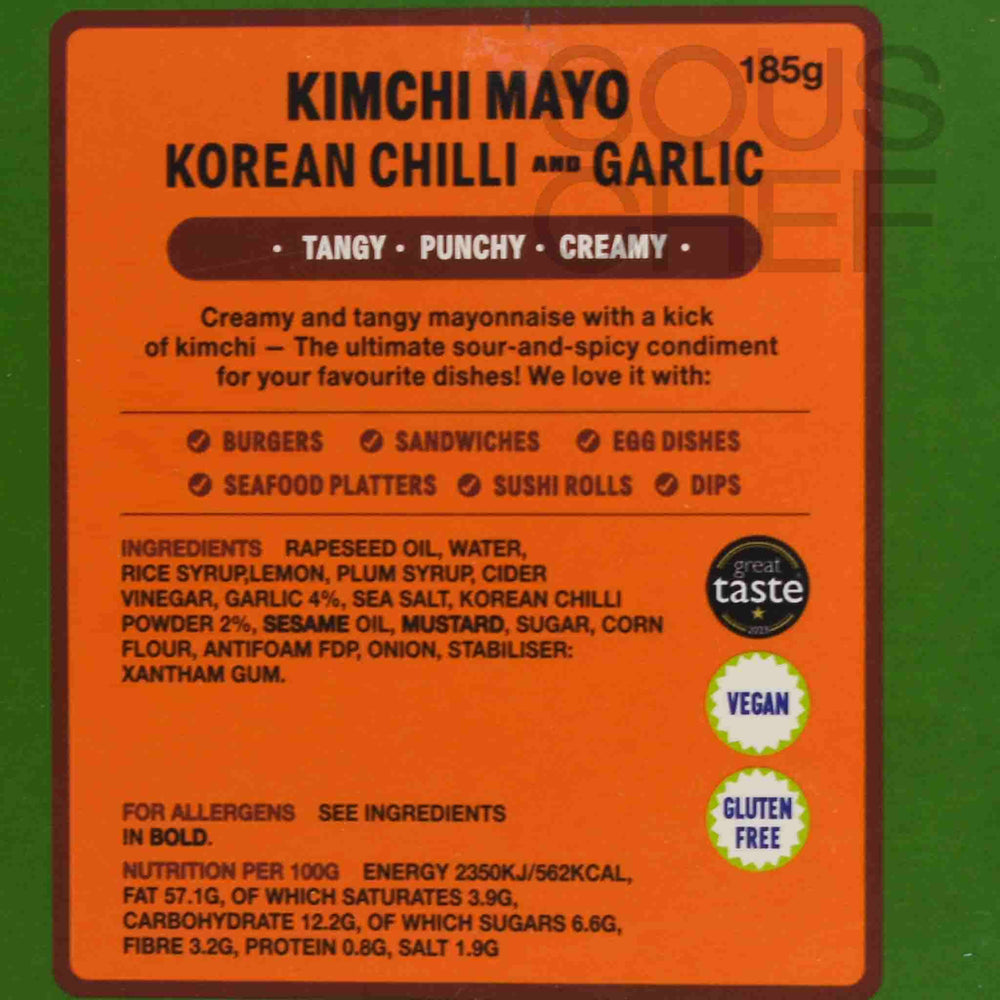 KIMCHI MAYO
185g
KOREAN CHILLI AND GARLIC
· TANGY · PUNCHY · CREAMY ·
Creamy and tangy mayonnaise with a kick
of kimchi – The ultimate sour-and-spicy condiment
for your favourite dishes! We love it with:
BURGERS SANDWICHES EGG DISHES
SEAFOOD PLATTERS SUSHI ROLLS DIPS
INGREDIENTS RAPESEED OIL, WATER,
RICE SYRUP,LEMON, PLUM SYRUP, CIDER
VINEGAR, GARLIC 4%, SEA SALT, KOREAN CHILLI
POWDER 2%, SESAME OIL, MUSTARD, SUGAR, CORN
FLOUR, ANTIFOAM FDP, ONION, STABILISER:
XANTHAM GUM.
great
taste
VEGAN
GLUTEN
FREE
FOR ALLERGENS SEE INGREDIENTS
IN BOLD.
NUTRITION PER 100G ENERGY 2350KJ/562KCAL,
FAT 57.1G, OF WHICH SATURATES 3.9G,
CARBOHYDRATE 12.2G, OF WHICH SUGARS 6.6G,
FIBRE 3.2G, PROTEIN 0.8G, SALT 1.9G
SOUS
CHEF